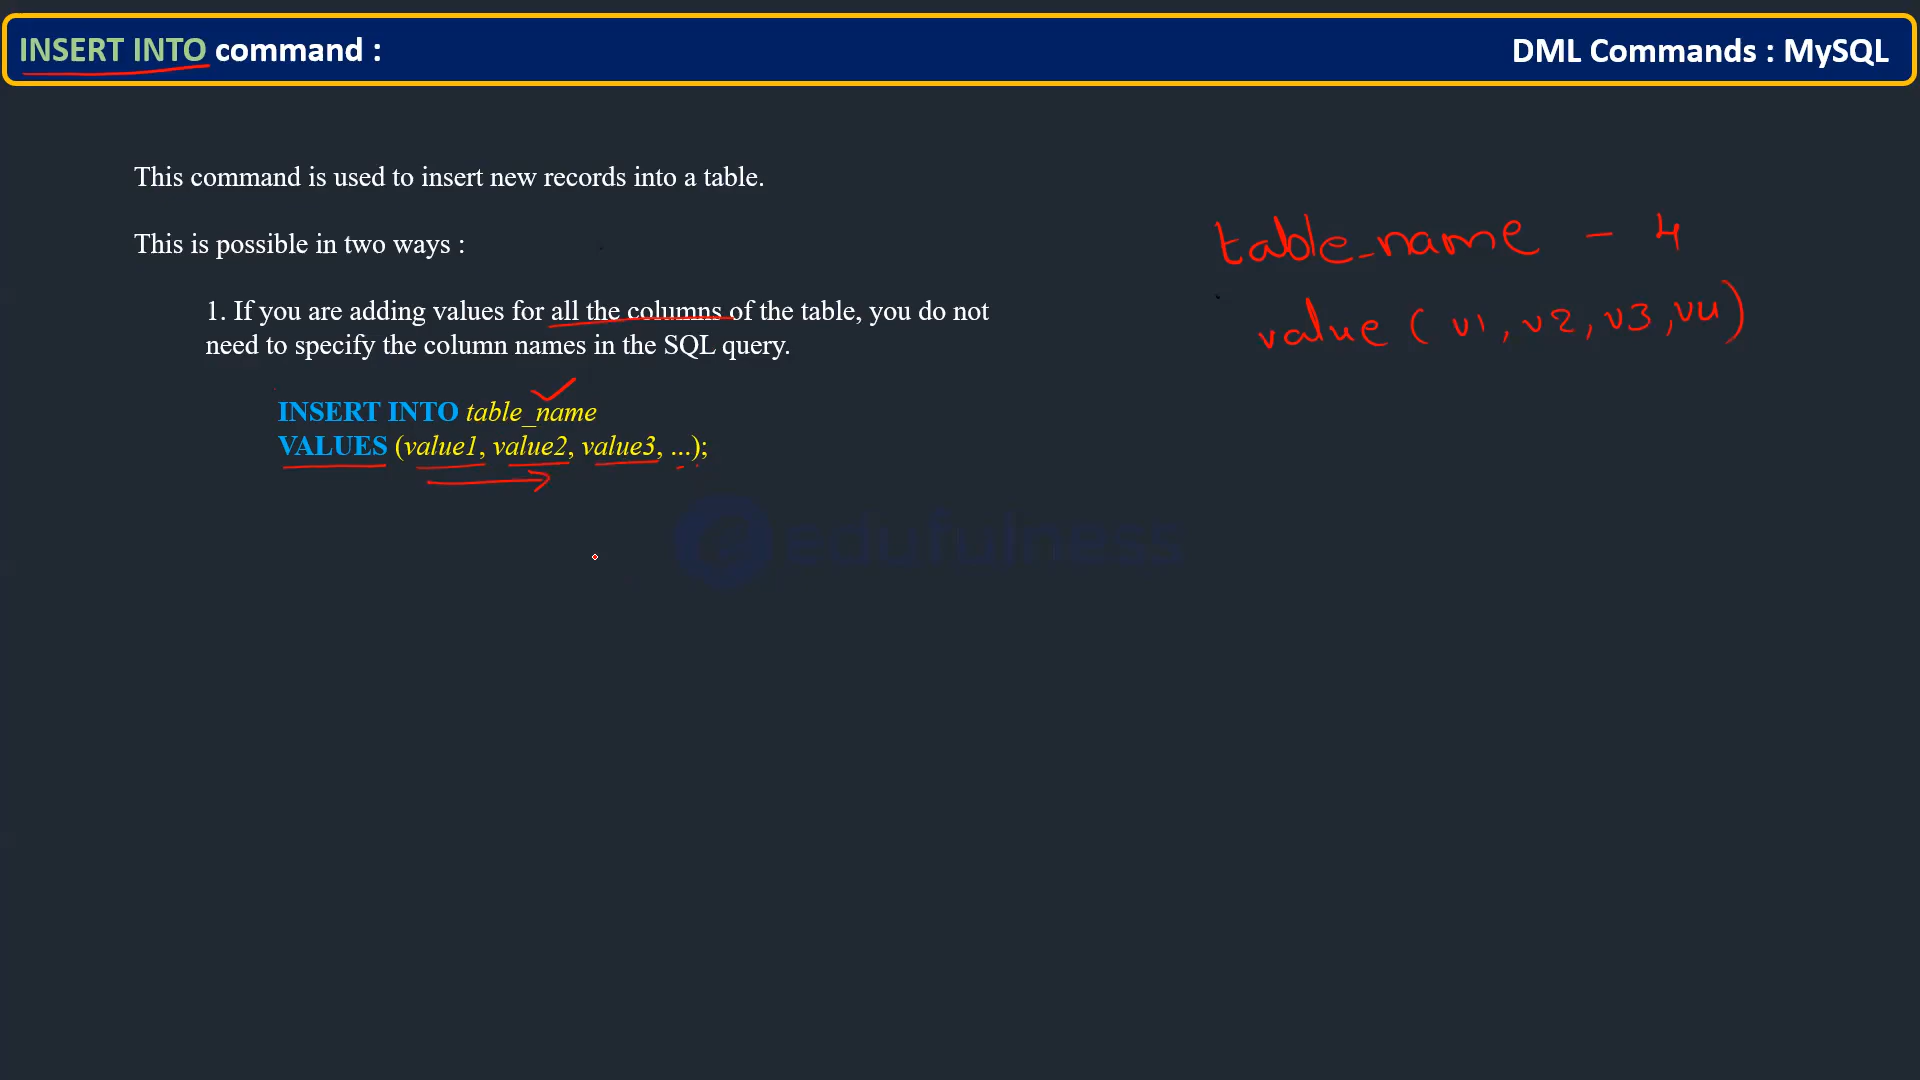 INSERT INTO command :
DML Commands : MySQL
This command is used to insert new records into a table.
This is possible in two ways :
1. If you are adding values for all the columns of the table, you do not
need to specify the column names in the SQL query.
INSERT INTO table_name
VALUES (value1, value2, value3, ...);
table_name - 4
value ( v1, v2, v3, v4)
edufulness